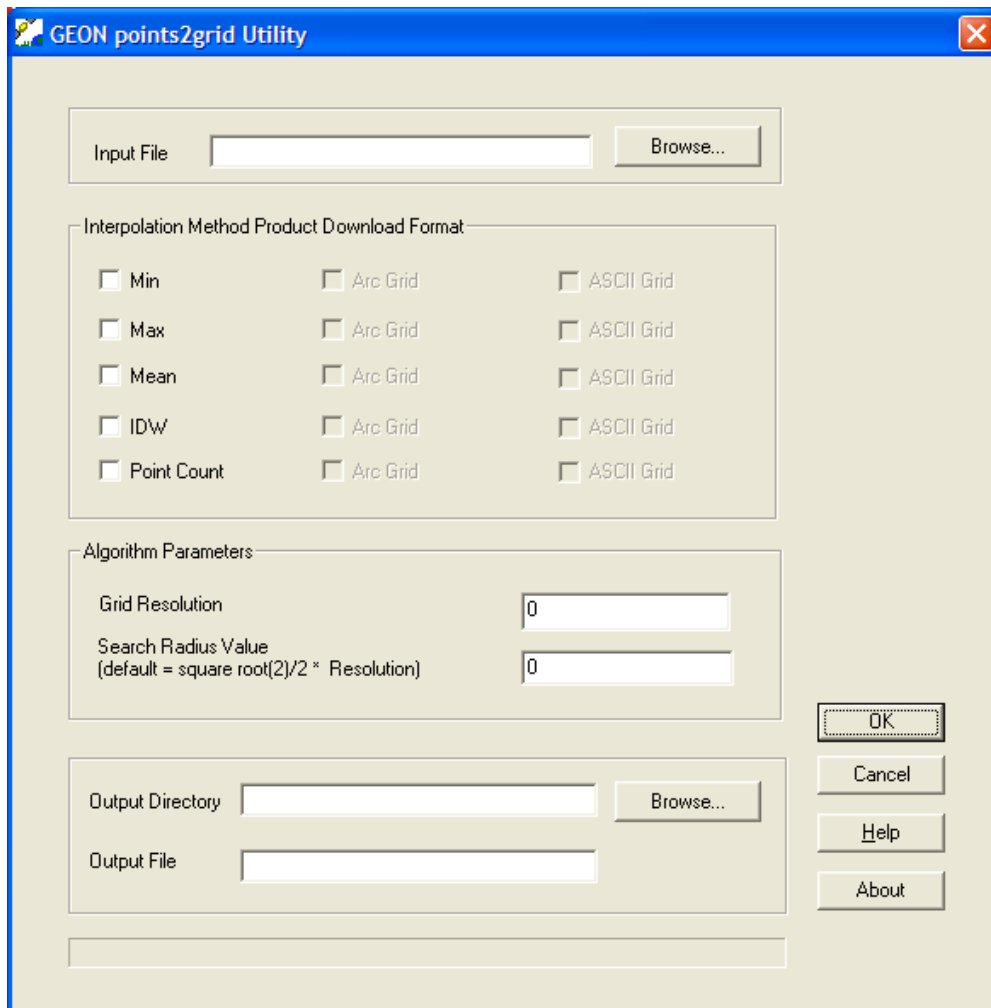 GEON points2grid Utility
Input File
Browse...
Interpolation Method Product Download Format
Min Arc Grid ASCII Grid
Max Arc Grid ASCII Grid
Mean Arc Grid ASCII Grid
IDW Arc Grid ASCII Grid
Point Count Arc Grid ASCII Grid
Algorithm Parameters
Grid Resolution 0
Search Radius Value
(default = square root(2)/2 * Resolution) 0
OK
Cancel
Help
About
Output Directory
Browse...
Output File